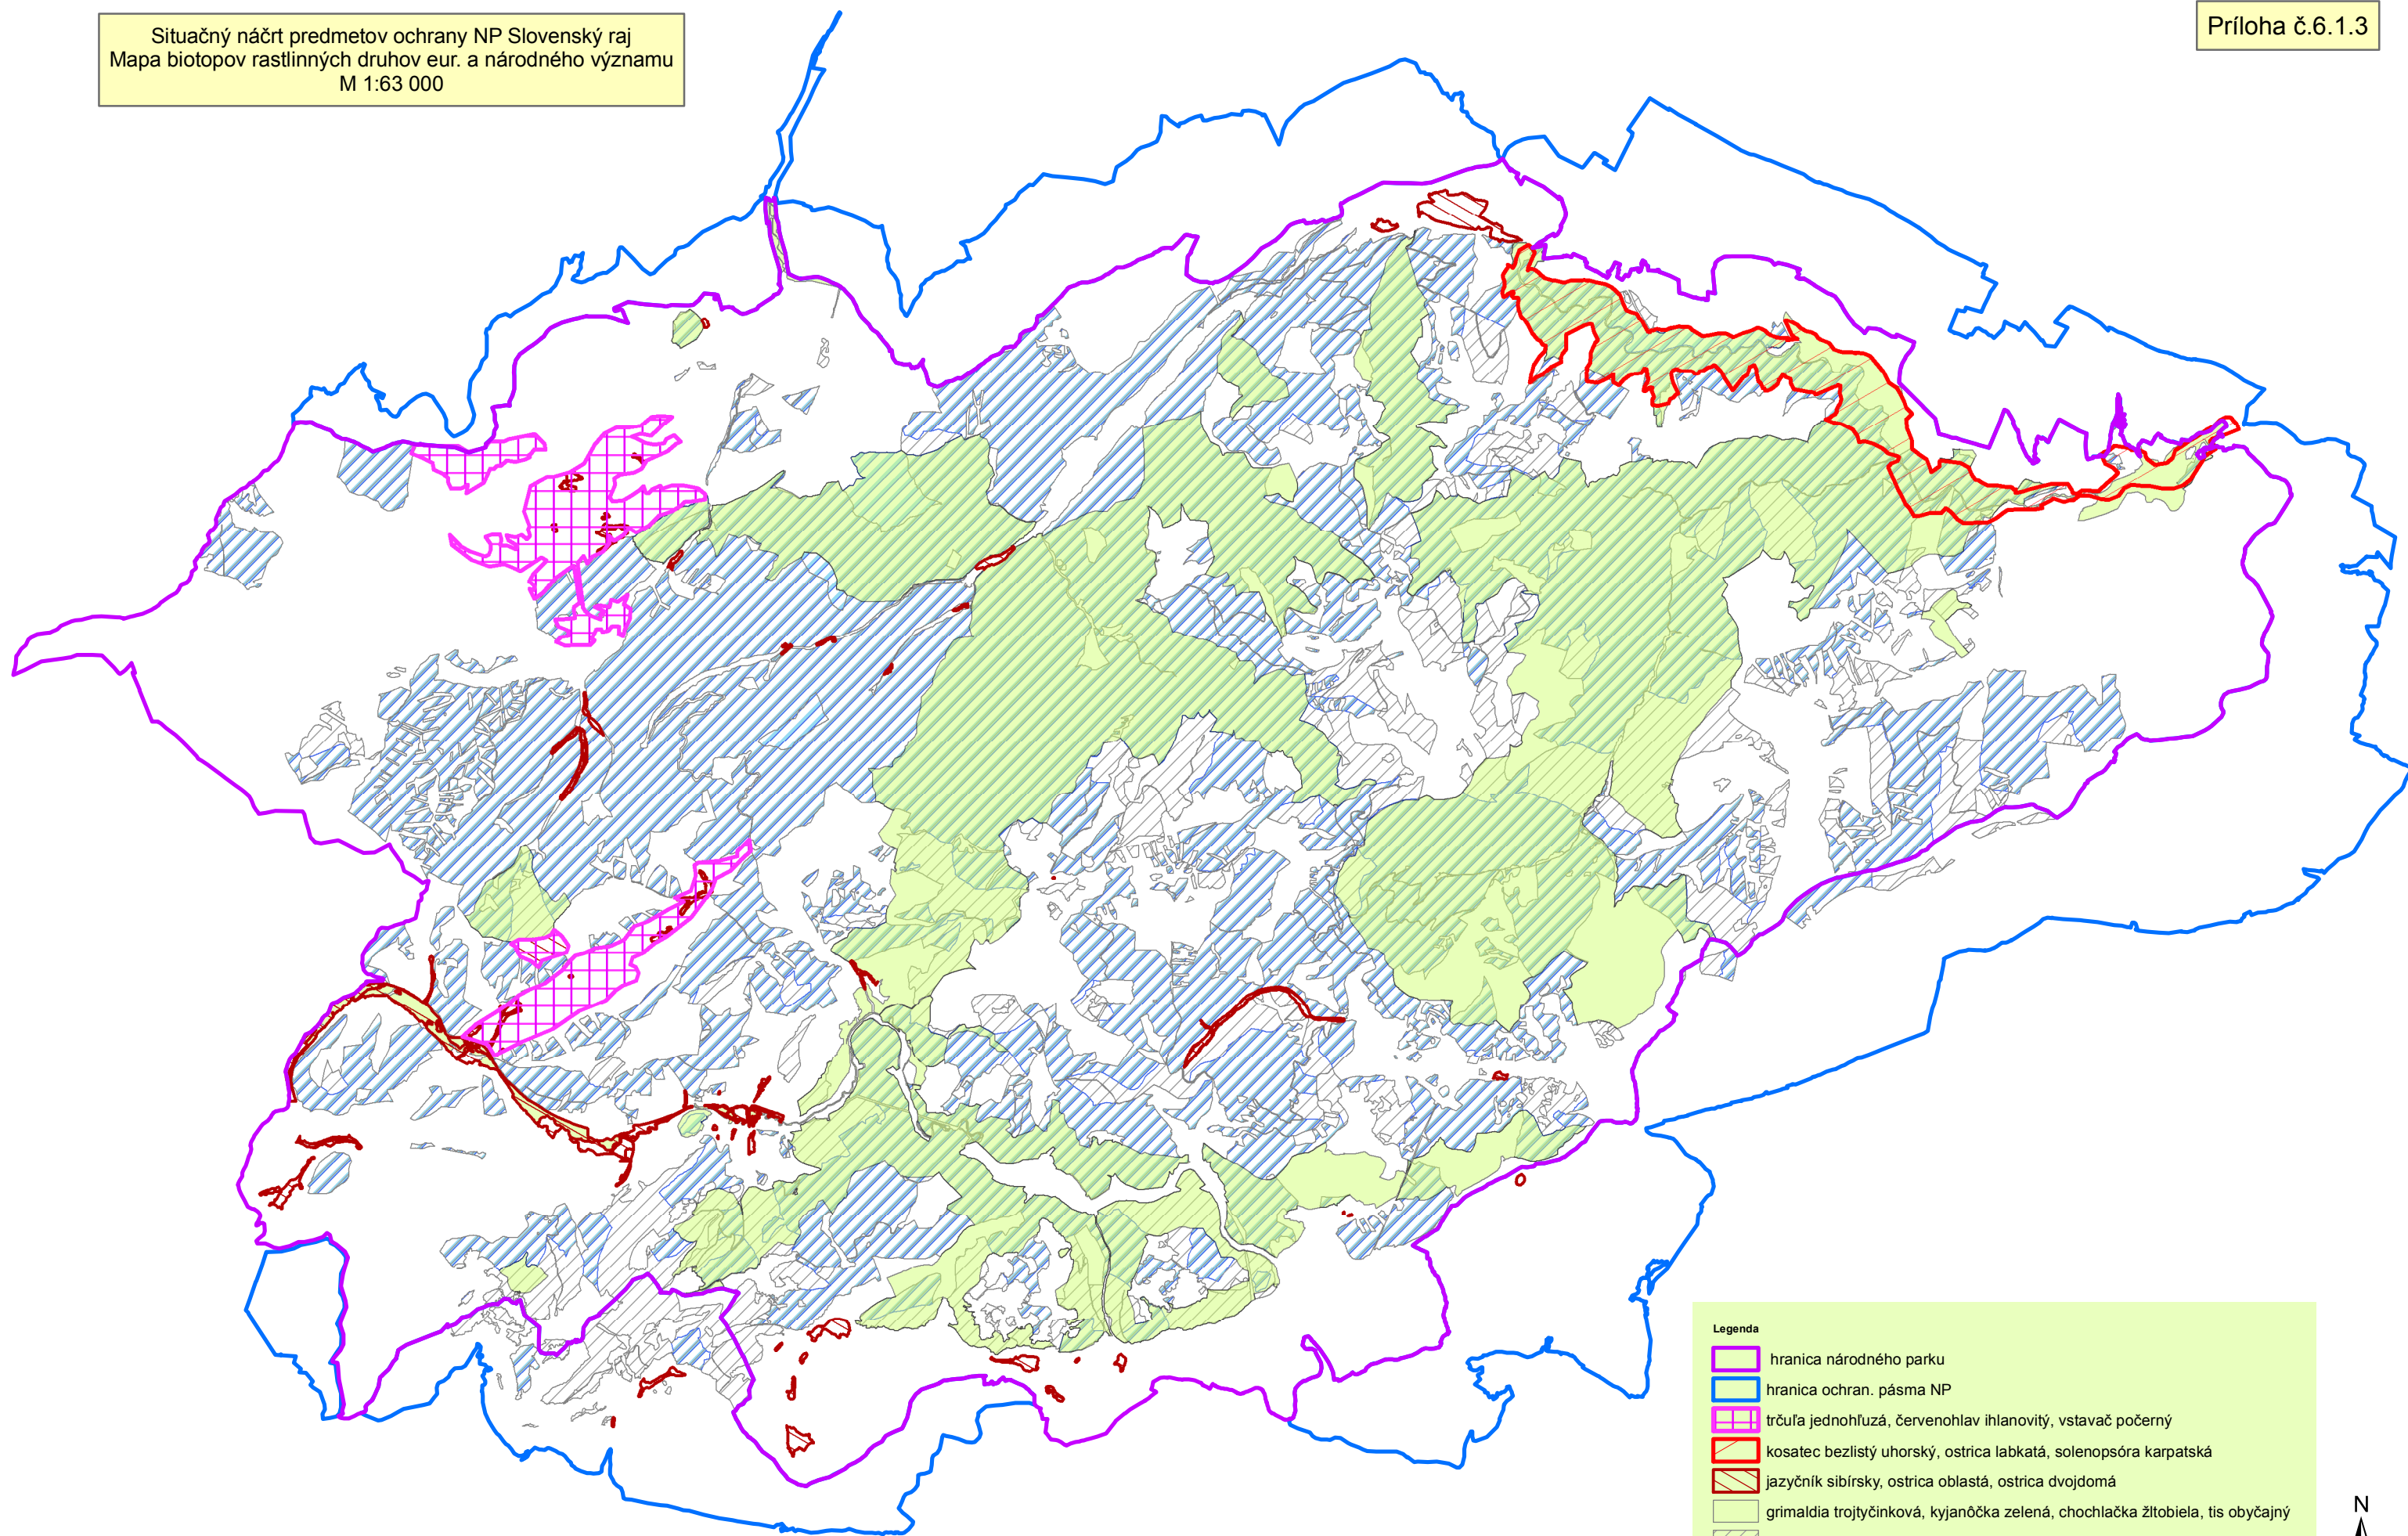 Situačný náčrt predmetov ochrany NP Slovenský raj
Mapa biotopov rastlinných druhov eur. a národného významu
M 1:63 000
Príloha č.6.1.3
Legenda
hranica národného parku
hranica ochran. pásma NP
trčuľa jednohľuzá, červenohlav ihlanovitý, vstavač počerný
kosatec bezlistý uhorský, ostrica labkatá, solenopsóra karpatská
jazyčník sibírsky, ostrica oblastá, ostrica dvojdomá
grimaldia trojtyčinková, kyjanôčka zelená, chochlačka žltobiela, tis obyčajný
N